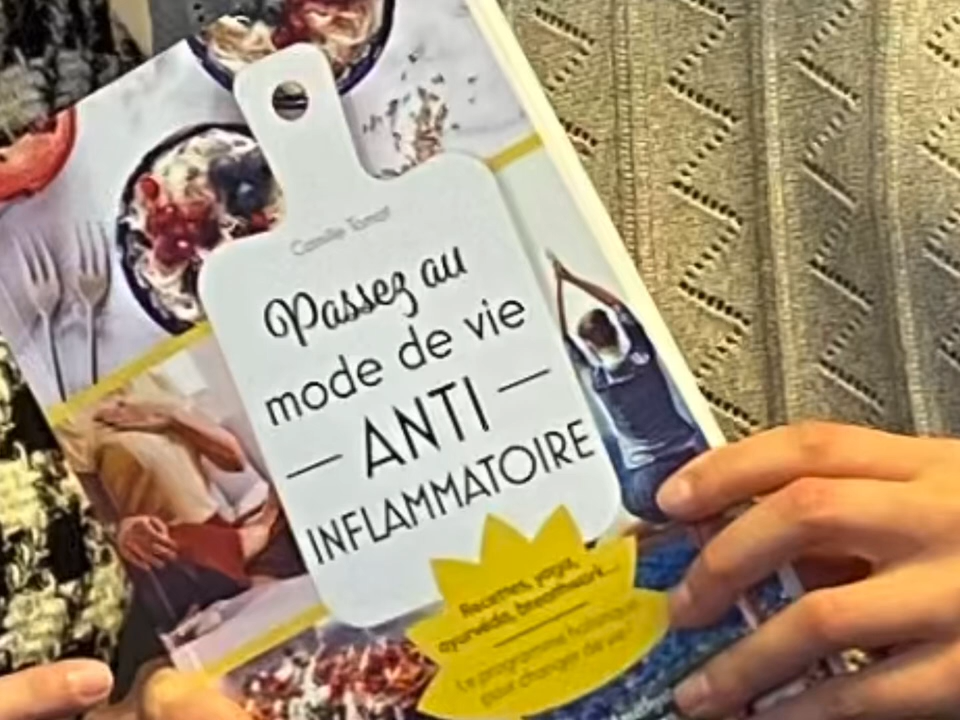 Camille
Passez au
mode de vie
ANTI
INFLAMMATOIRE
Recettes, yoga,
ayurvéda, breathwork...
Le programme holistique
pour changer de vie !